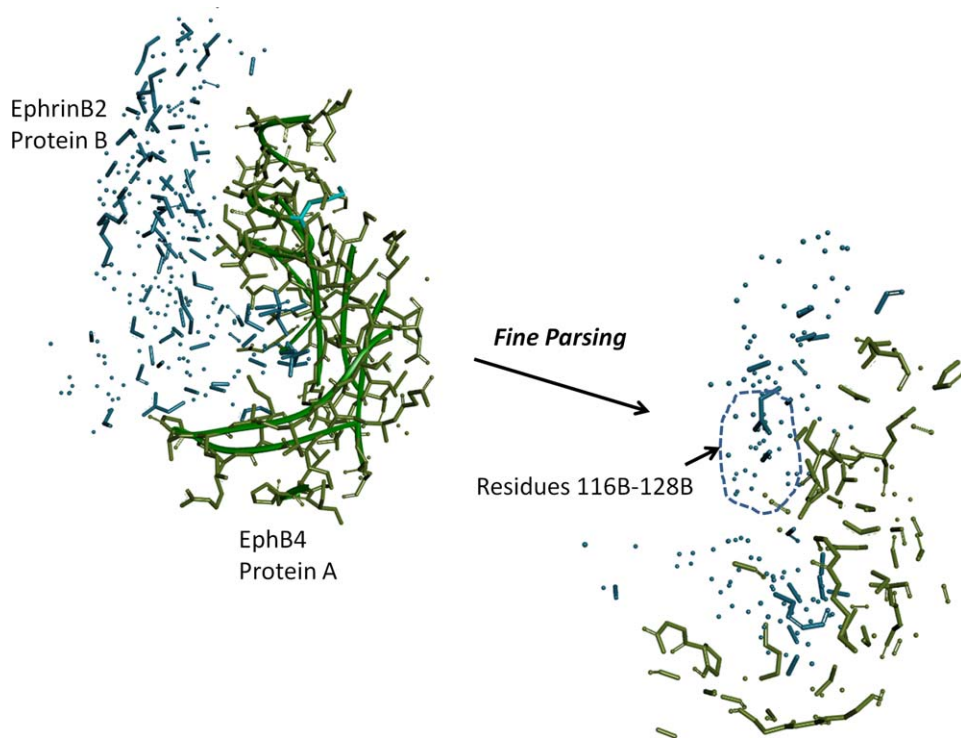 EphrinB2
Protein B
Fine Parsing
Residues 116B-128B
EphB4
Protein A